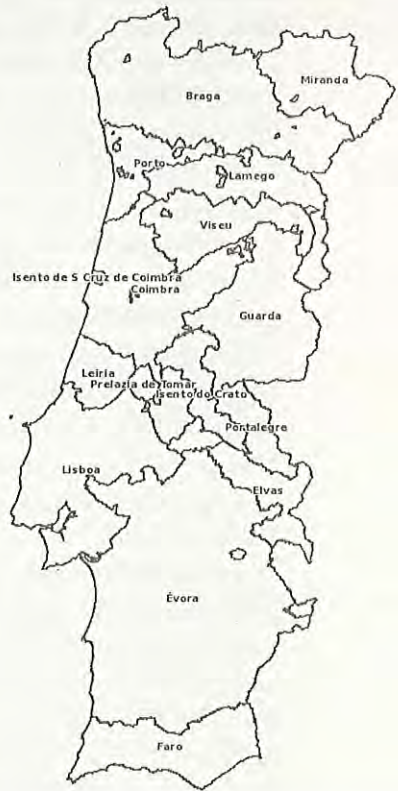 Miranda
Braga
Porto
Lamego
Viseu
Isento de S Cruz de Coimbra
Coimbra
Guarda
Leiria
Prelazia de Tomar
Isento do Crato
Portalegre
Lisboa
Elvas
Évora
Faro